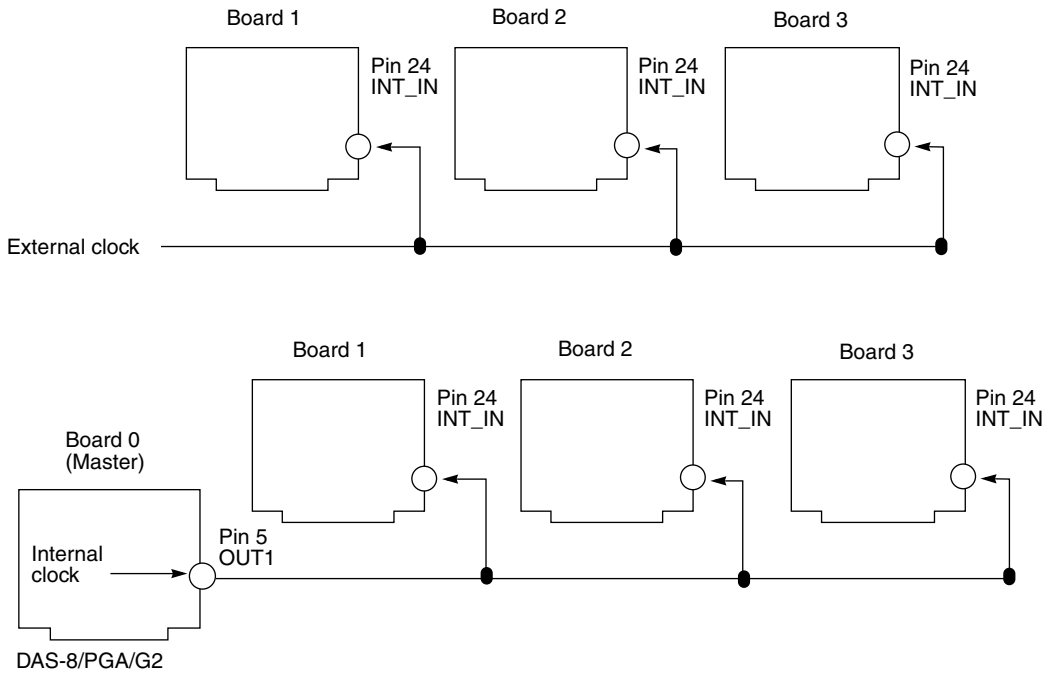 Board 1
Board 2
Board 3
Pin 24
INT_IN
Pin 24
INT_IN
Pin 24
INT_IN
External clock
Board 1
Board 2
Board 3
Pin 24
INT_IN
Pin 24
INT_IN
Pin 24
INT_IN
Board 0
(Master)
Pin 5
OUT1
Internal
clock
DAS-8/PGA/G2